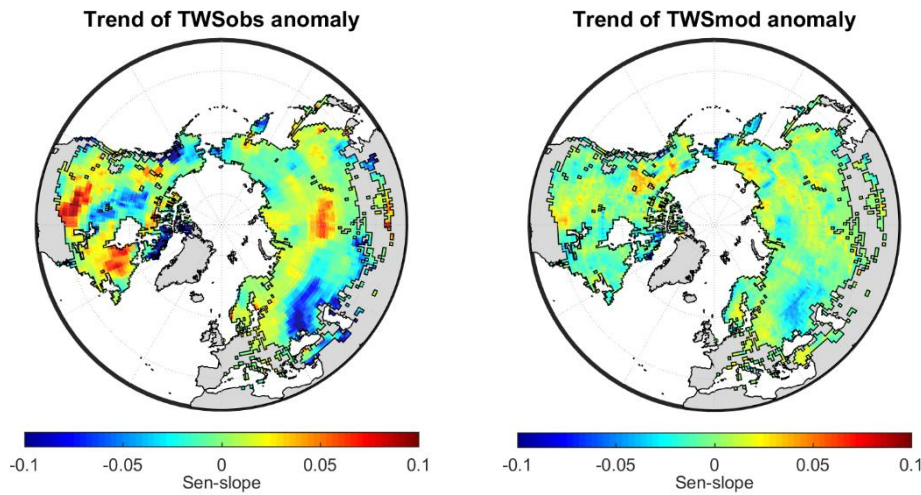 Trend of TWSobs anomaly
Trend of TWSmod anomaly
-0.1 -0.05 0 0.05 0.1
Sen-slope
-0.1 -0.05 0 0.05 0.1
Sen-slope